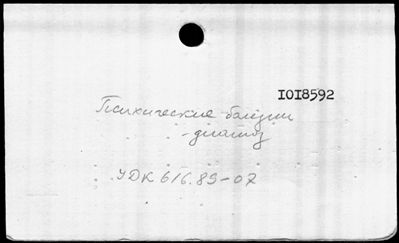 IOI8592
Психические болезни
- диагноз
УДК 616.89-07